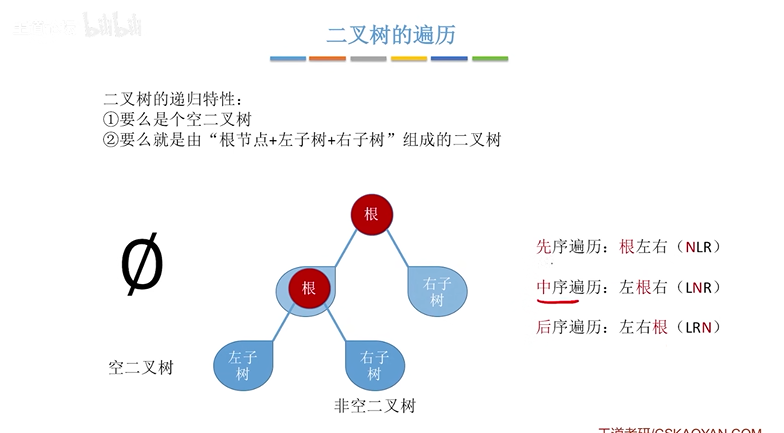 bilibili
二叉树的遍历
二叉树的递归特性：
①要么是个空二叉树
②要么就是由“根节点+左子树+右子树”组成的二叉树
根
根
右子
树
左子
树
右子
树
空二叉树
非空二叉树
先序遍历：根左右（NLR）
中序遍历：左根右（LNR）
后序遍历：左右根（LRN）
王道考研/CSKAOYAN.COM